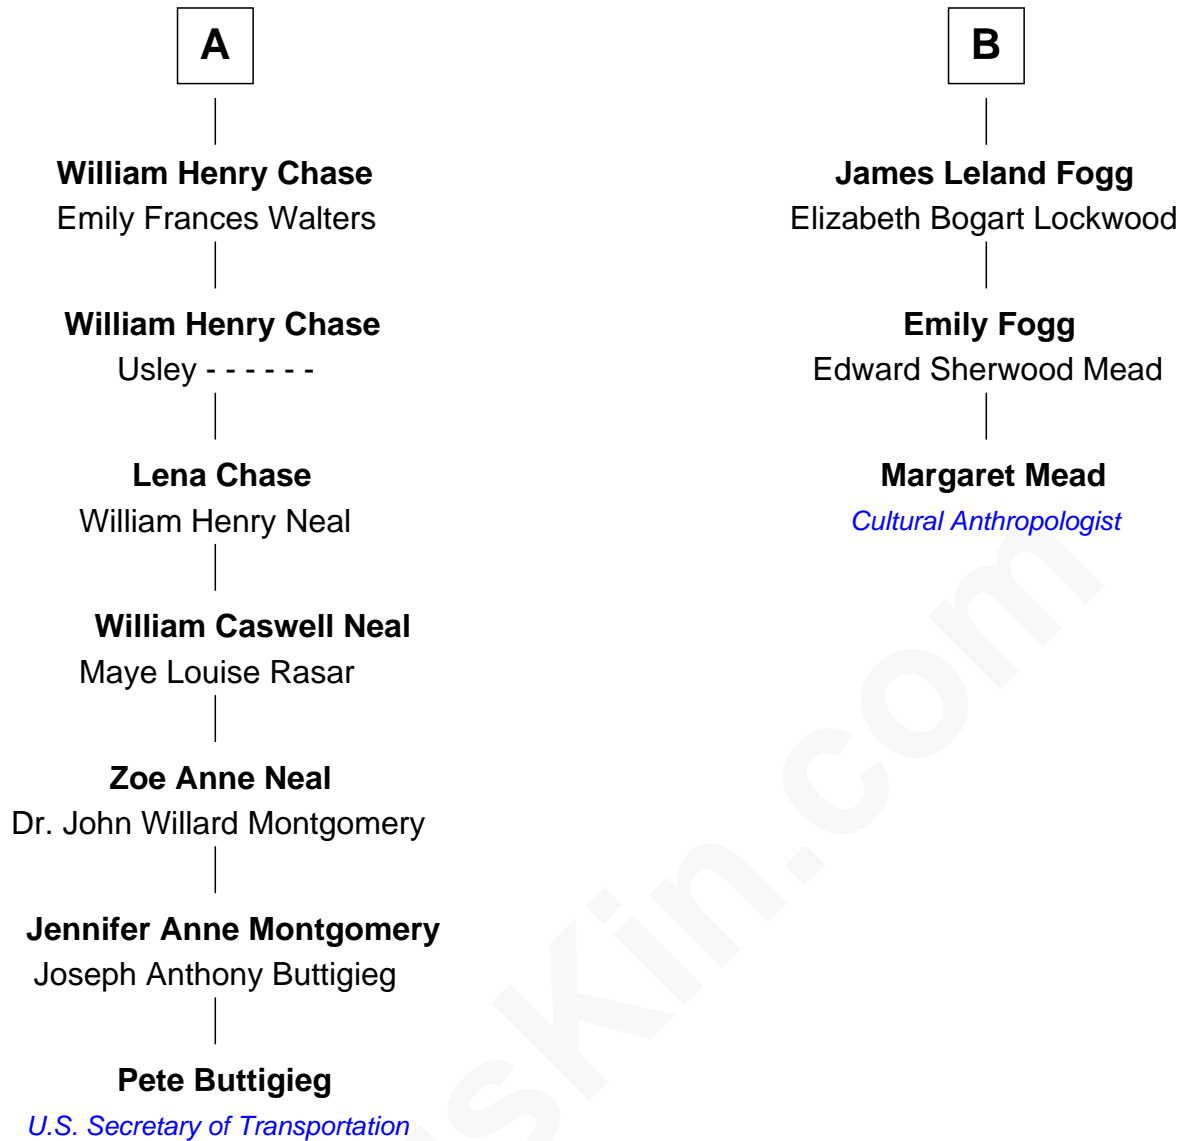 A
William Henry Chase
Emily Frances Walters
William Henry Chase
Usley - - - - - -
Lena Chase
William Henry Neal
William Caswell Neal
Maye Louise Rasar
Zoe Anne Neal
Dr. John Willard Montgomery
Jennifer Anne Montgomery
Joseph Anthony Buttigieg
Pete Buttigieg
U.S. Secretary of Transportation
B
James Leland Fogg
Elizabeth Bogart Lockwood
Emily Fogg
Edward Sherwood Mead
Margaret Mead
Cultural Anthropologist
sKin.com